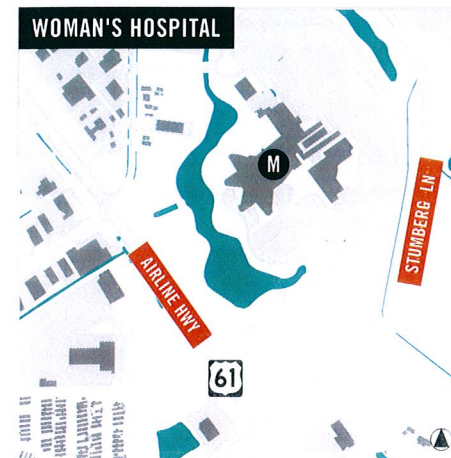 WOMAN'S HOSPITAL
M
STUMBERG LN
AIRLINE HWY
61